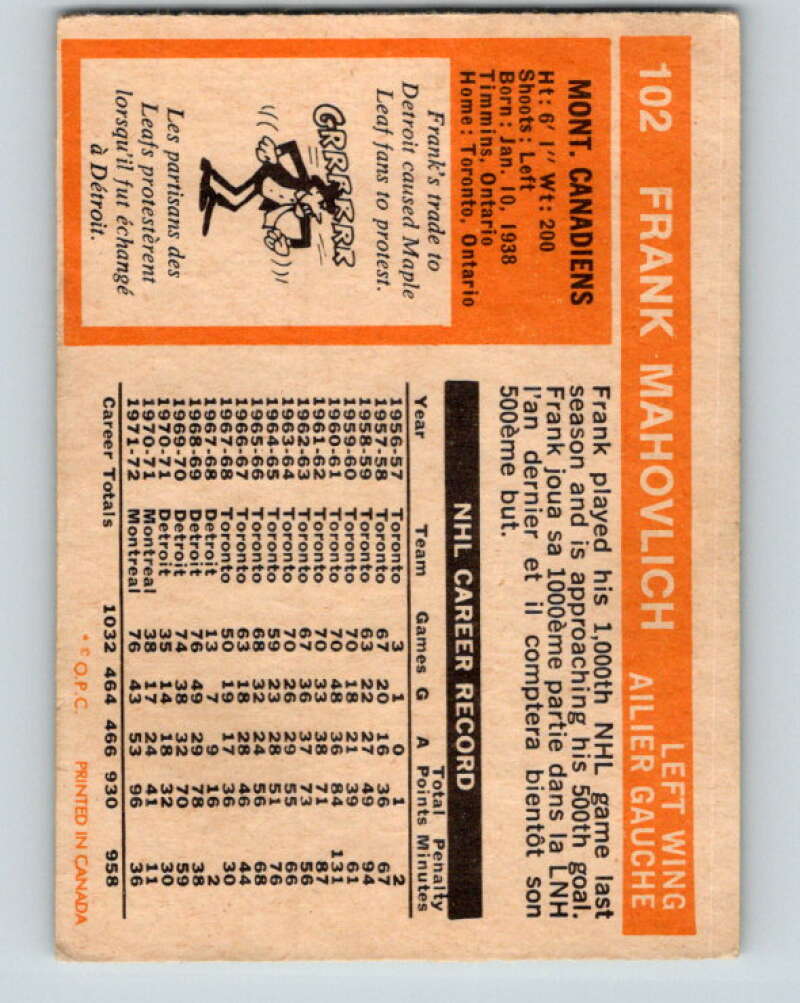 102 FRANK MAHOVLICH
LEFT WING
AILIER GAUCHE
MONT. CANADIENS
Ht: 6' 1" Wt: 200
Shoots: Left
Born: Jan. 10, 1938
Timmins, Ontario
Home: Toronto, Ontario
Frank's trade to
Detroit caused Maple
Leaf fans to protest.
GRRRRRR
Les partisans des
Leafs protestèrent
lorsqu'il fut échangé
à Détroit.
Frank played his 1,000th NHL game last
season and is approaching his 500th goal.
Frank joua sa 1000ème partie dans la LNH
l'an dernier et il comptera bientôt son
500ème but.
NHL CAREER RECORD
Total Penalty
Year Team Games G A Points Minutes
1956-57 Toronto 3 1 0 1 2
1957-58 Toronto 67 20 16 36 67
1958-59 Toronto 63 22 27 49 94
1959-60 Toronto 70 18 21 39 61
1960-61 Toronto 70 48 36 84 131
1961-62 Toronto 70 33 38 71 87
1962-63 Toronto 67 36 37 73 56
1963-64 Toronto 70 26 29 55 66
1964-65 Toronto 59 23 28 51 76
1965-66 Toronto 68 32 24 56 68
1966-67 Toronto 63 18 28 46 44
1967-68 Toronto 50 19 17 36 30
1967-68 Detroit 13 7 9 16 2
1968-69 Detroit 76 49 29 78 38
1969-70 Detroit 74 38 32 70 59
1970-71 Detroit 35 14 18 32 30
1970-71 Montreal 38 17 24 41 11
1971-72 Montreal 76 43 53 96 36
Career Totals 1032 464 466 930 958
* © O.P.C. PRINTED IN CANADA